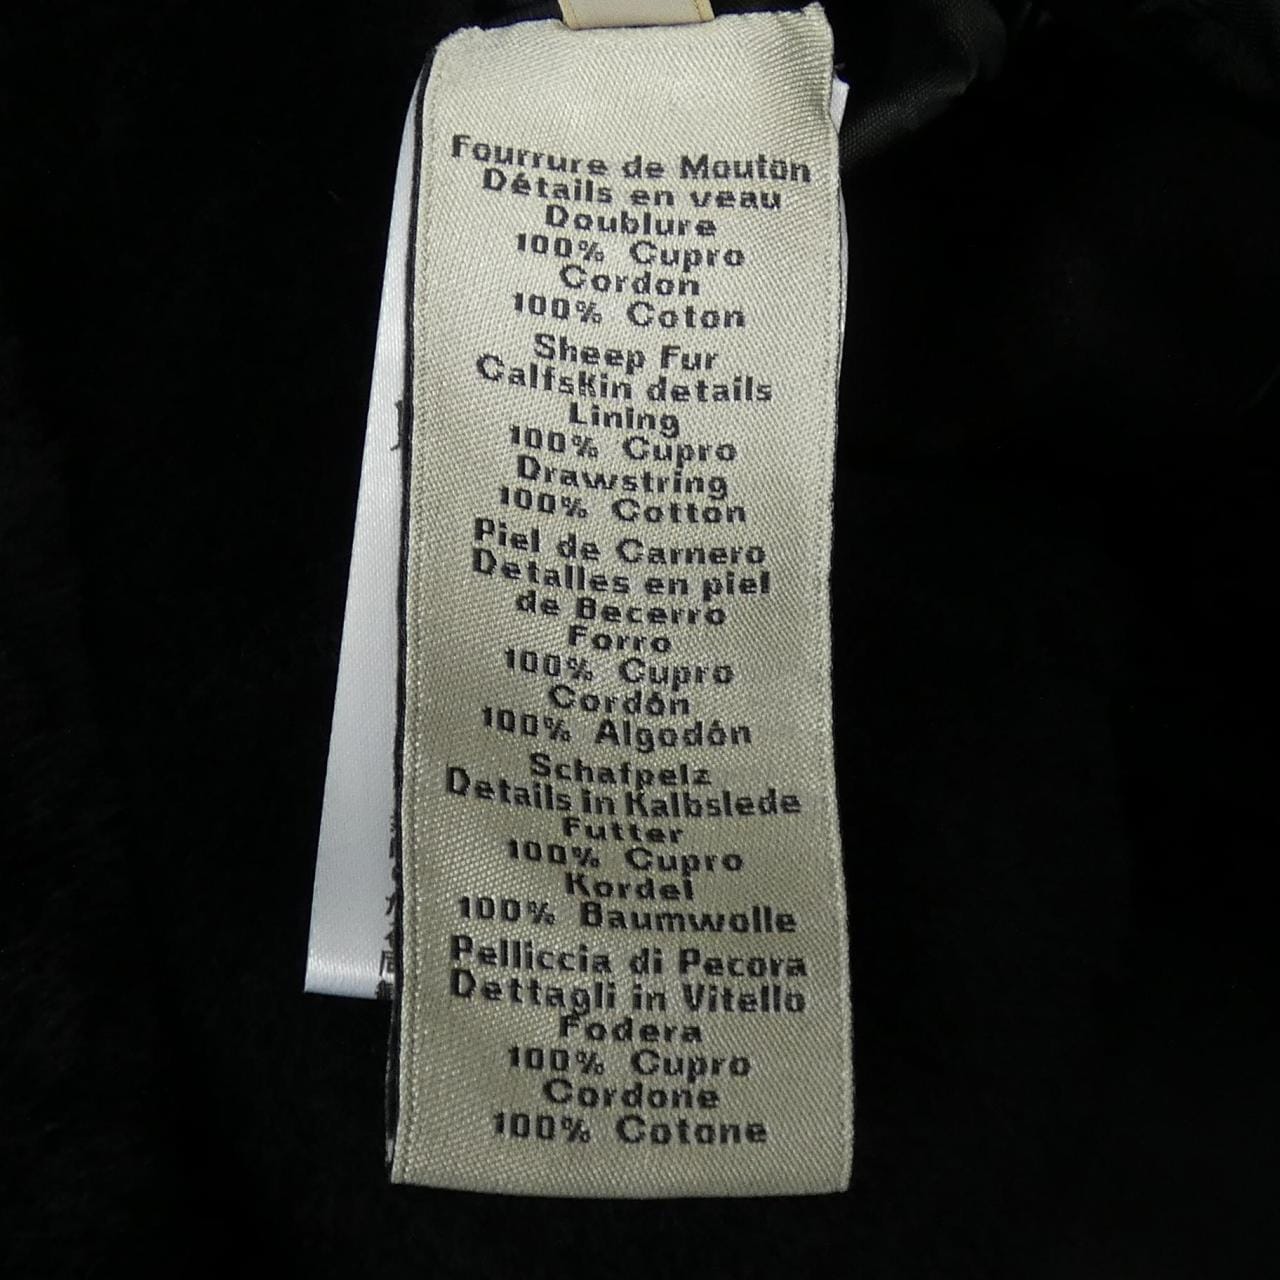 Fourrure de Mouton
Détails en veau
Doublure
100% Cupro
Cordon
100% Coton
Sheep Fur
Calfskin details
Lining
100% Cupro
Drawstring
100% Cotton
Piel de Carnero
Detalles en piel
de Becerro
Forro
100% Cupro
Cordón
100% Algodón
Schafpelz
Details in Kalbslede
Futter
100% Cupro
Kordel
100% Baumwolle
Pelliccia di Pecora
Dettagli in Vitello
Fodera
100% Cupro
Cordone
100% Cotone